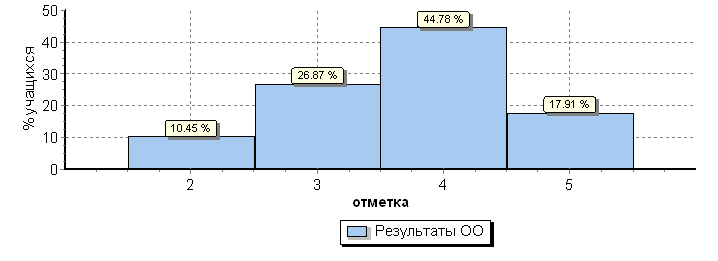 % учащихся
50
40
30
20
10
0
10.45 %
26.87 %
44.78 %
17.91 %
2 3 4 5
отметка
Результаты ОО